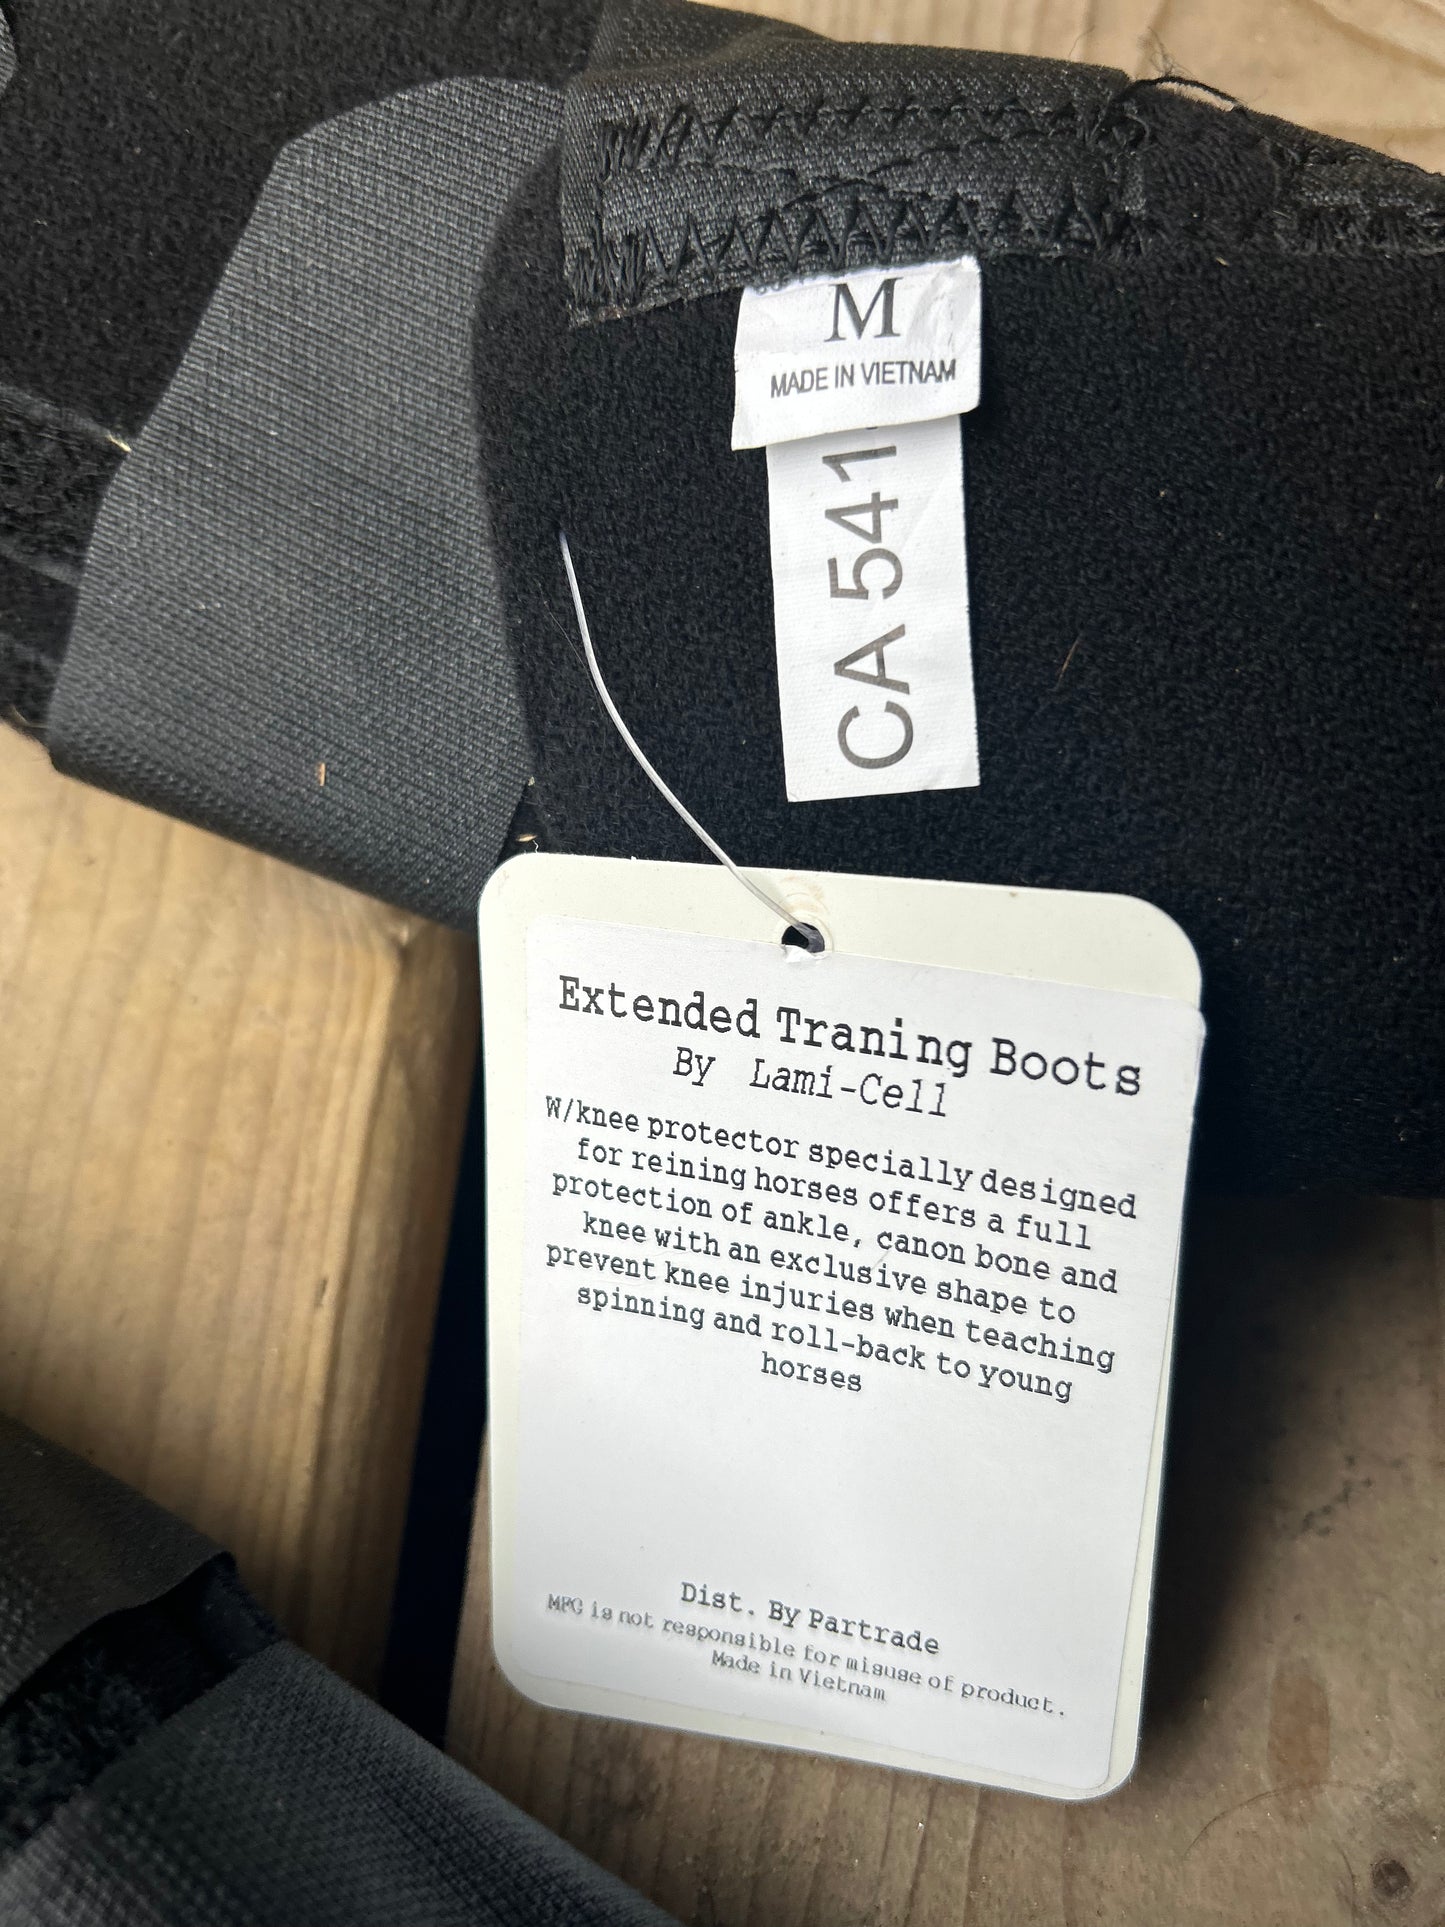 M
MADE IN VIETNAM
CA 541
Extended Traning Boots
By Lami-Cell
W/knee protector specially designed
for reining horses offers a full
protection of ankle, canon bone and
knee with an exclusive shape to
prevent knee injuries when teaching
spinning and roll-back to young
horses
Dist. By Partrade
MFG is not responsible for misuse of product.
Made in Vietnam